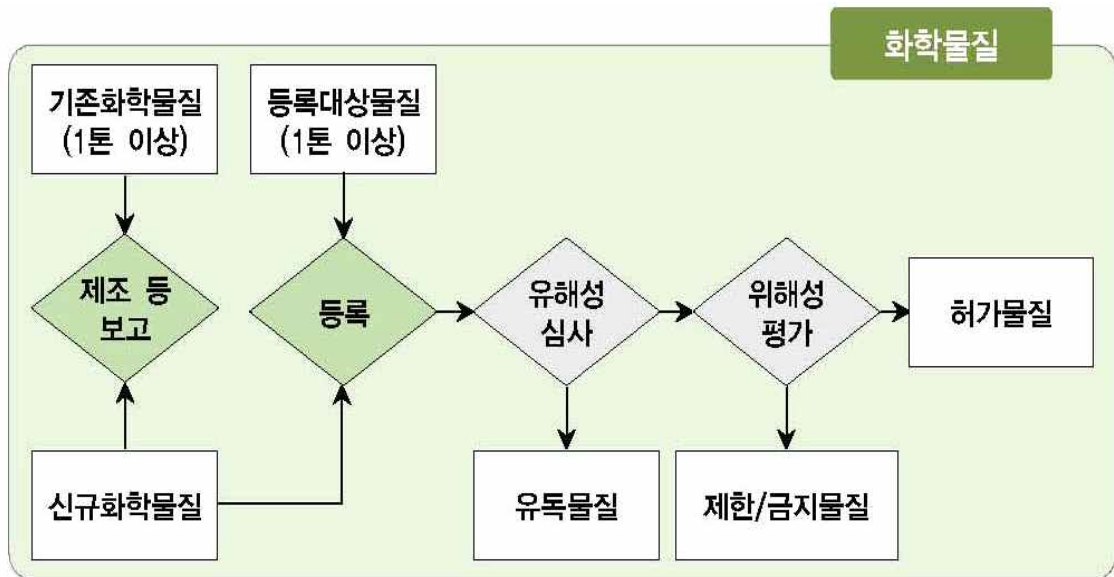 화학물질
기존화학물질
(1톤 이상)
등록대상물질
(1톤 이상)
제조 등
보고
등록
유해성
심사
위해성
평가
허가물질
신규화학물질
유독물질
제한/금지물질